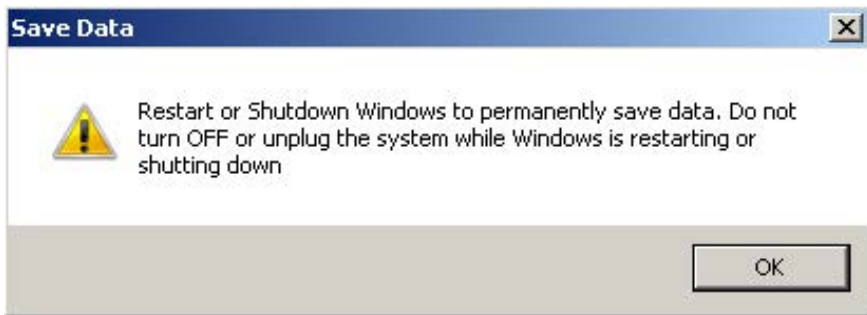 Save Data
Restart or Shutdown Windows to permanently save data. Do not
turn OFF or unplug the system while Windows is restarting or
shutting down
OK